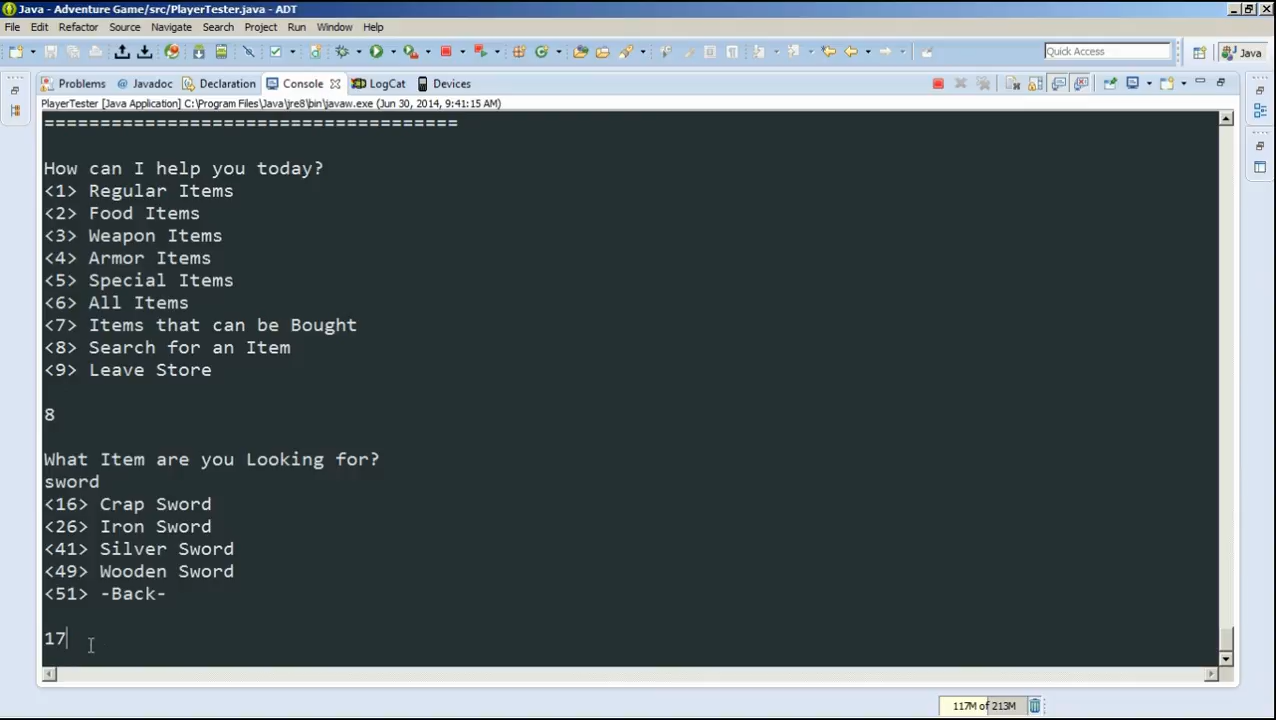 Java - Adventure Game/src/PlayerTester.java - ADT
File Edit Refactor Source Navigate Search Project Run Window Help
Quick Access
Java
Problems
Javadoc
Declaration
Console
LogCat
Devices
PlayerTester [Java Application] C:\Program Files\Java\jre8\bin\javaw.exe (Jun 30, 2014, 9:41:15 AM)
=====================================
How can I help you today?
<1> Regular Items
<2> Food Items
<3> Weapon Items
<4> Armor Items
<5> Special Items
<6> All Items
<7> Items that can be Bought
<8> Search for an Item
<9> Leave Store
8
What Item are you Looking for?
sword
<16> Crap Sword
<26> Iron Sword
<41> Silver Sword
<49> Wooden Sword
<51> -Back-
17
117M of 213M